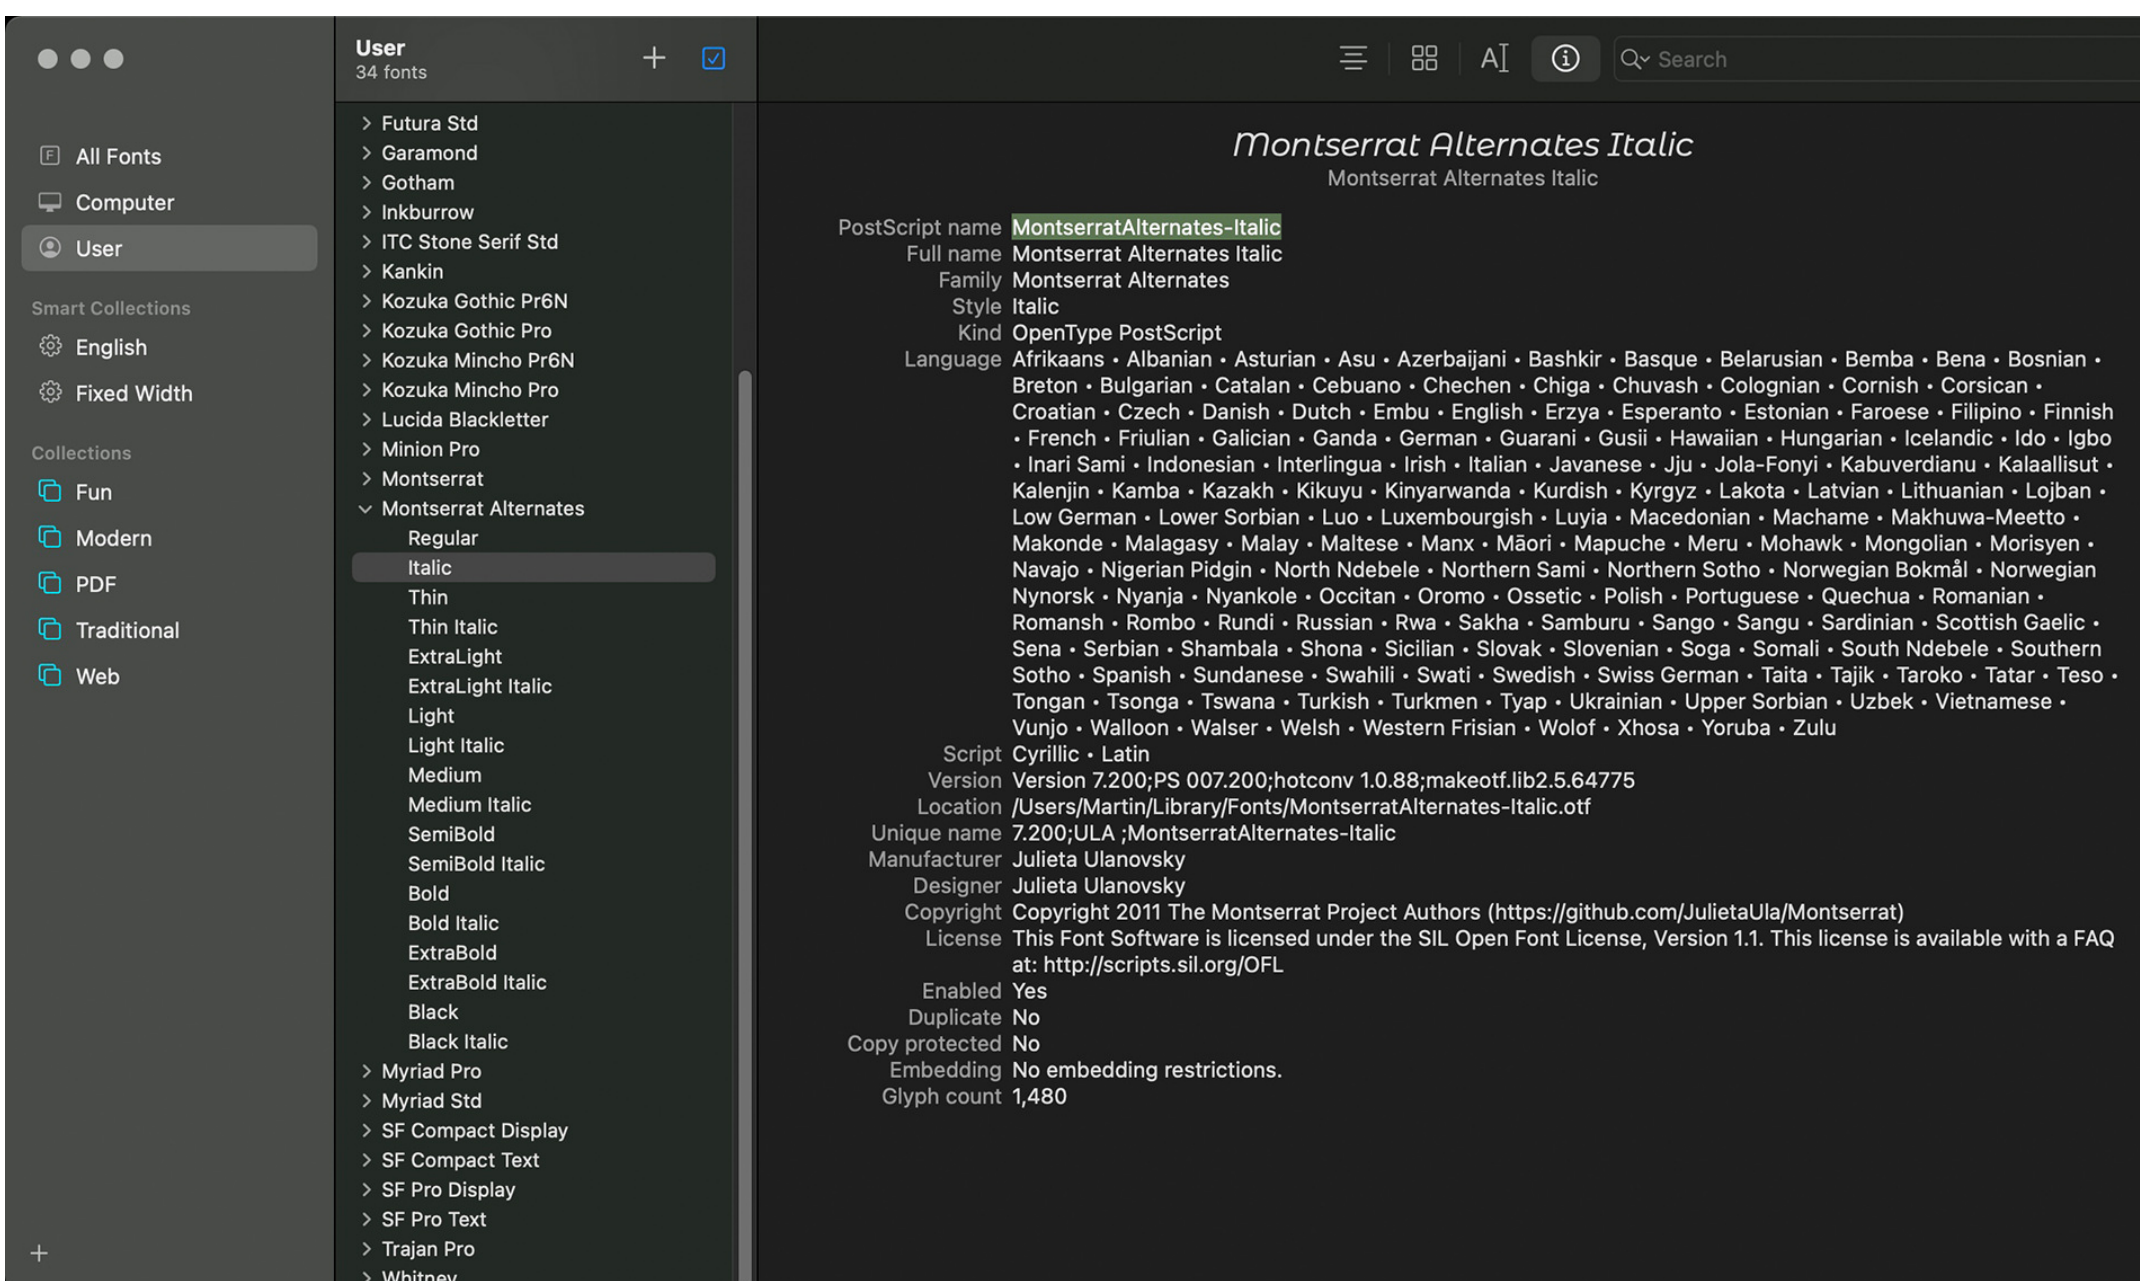 User
34 fonts
Search
All Fonts
Computer
User
Smart Collections
English
Fixed Width
Collections
Fun
Modern
PDF
Traditional
Web
Futura Std
Garamond
Gotham
Inkburrow
ITC Stone Serif Std
Kankin
Kozuka Gothic Pr6N
Kozuka Gothic Pro
Kozuka Mincho Pr6N
Kozuka Mincho Pro
Lucida Blackletter
Minion Pro
Montserrat
Montserrat Alternates
Regular
Italic
Thin
Thin Italic
ExtraLight
ExtraLight Italic
Light
Light Italic
Medium
Medium Italic
SemiBold
SemiBold Italic
Bold
Bold Italic
ExtraBold
ExtraBold Italic
Black
Black Italic
Myriad Pro
Myriad Std
SF Compact Display
SF Compact Text
SF Pro Display
SF Pro Text
Trajan Pro
Whitney
Montserrat Alternates Italic
Montserrat Alternates Italic
PostScript name MontserratAlternates-Italic
Full name Montserrat Alternates Italic
Family Montserrat Alternates
Style Italic
Kind OpenType PostScript
Language Afrikaans • Albanian • Asturian • Asu • Azerbaijani • Bashkir • Basque • Belarusian • Bemba • Bena • Bosnian •
Breton • Bulgarian • Catalan • Cebuano • Chechen • Chiga • Chuvash • Colognian • Cornish • Corsican •
Croatian • Czech • Danish • Dutch • Embu • English • Erzya • Esperanto • Estonian • Faroese • Filipino • Finnish
• French • Friulian • Galician • Ganda • German • Guarani • Gusii • Hawaiian • Hungarian • Icelandic • Ido • Igbo
• Inari Sami • Indonesian • Interlingua • Irish • Italian • Javanese • Jju • Jola-Fonyi • Kabuverdianu • Kalaallisut •
Kalenjin • Kamba • Kazakh • Kikuyu • Kinyarwanda • Kurdish • Kyrgyz • Lakota • Latvian • Lithuanian • Lojban •
Low German • Lower Sorbian • Luo • Luxembourgish • Luyia • Macedonian • Machame • Makhuwa-Meetto •
Makonde • Malagasy • Malay • Maltese • Manx • Māori • Mapuche • Meru • Mohawk • Mongolian • Morisyen •
Navajo • Nigerian Pidgin • North Ndebele • Northern Sami • Northern Sotho • Norwegian Bokmål • Norwegian
Nynorsk • Nyanja • Nyankole • Occitan • Oromo • Ossetic • Polish • Portuguese • Quechua • Romanian •
Romansh • Rombo • Rundi • Russian • Rwa • Sakha • Samburu • Sango • Sangu • Sardinian • Scottish Gaelic •
Sena • Serbian • Shambala • Shona • Sicilian • Slovak • Slovenian • Soga • Somali • South Ndebele • Southern
Sotho • Spanish • Sundanese • Swahili • Swati • Swedish • Swiss German • Taita • Tajik • Taroko • Tatar • Teso •
Tongan • Tsonga • Tswana • Turkish • Turkmen • Tyap • Ukrainian • Upper Sorbian • Uzbek • Vietnamese •
Vunjo • Walloon • Walser • Welsh • Western Frisian • Wolof • Xhosa • Yoruba • Zulu
Script Cyrillic • Latin
Version Version 7.200;PS 007.200;hotconv 1.0.88;makeotf.lib2.5.64775
Location /Users/Martin/Library/Fonts/MontserratAlternates-Italic.otf
Unique name 7.200;ULA ;MontserratAlternates-Italic
Manufacturer Julieta Ulanovsky
Designer Julieta Ulanovsky
Copyright Copyright 2011 The Montserrat Project Authors (https://github.com/JulietaUla/Montserrat)
License This Font Software is licensed under the SIL Open Font License, Version 1.1. This license is available with a FAQ
at: http://scripts.sil.org/OFL
Enabled Yes
Duplicate No
Copy protected No
Embedding No embedding restrictions.
Glyph count 1,480